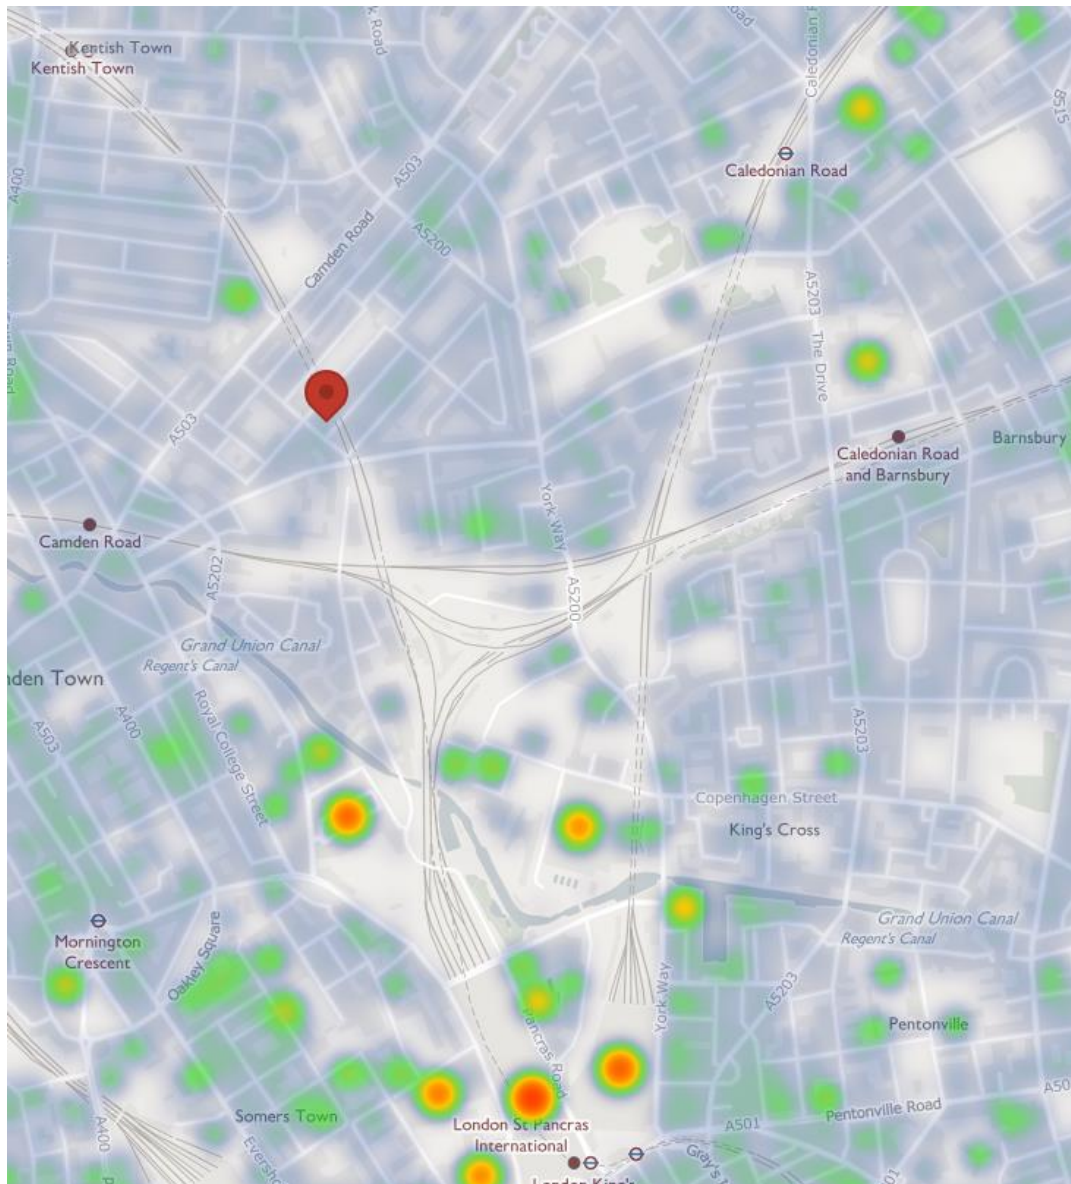 Kentish Town
Kentish Town
Road
Road
Caledonian
B515
Caledonian Road
A400
A503
Camden Road
A5200
A5203
The Drive
A503
Barnsbury
Caledonian Road
and Barnsbury
York Way
Camden Road
A5202
A5200
Grand Union Canal
Regent's Canal
A503
A400
Royal College Street
A5203
Copenhagen Street
King's Cross
Mornington
Crescent
Oakley Square
Grand Union Canal
Regent's Canal
York Way
A5203
Pancras Road
Pentonville
Pentonville Road
A501
Somers Town
A400
London St Pancras
International